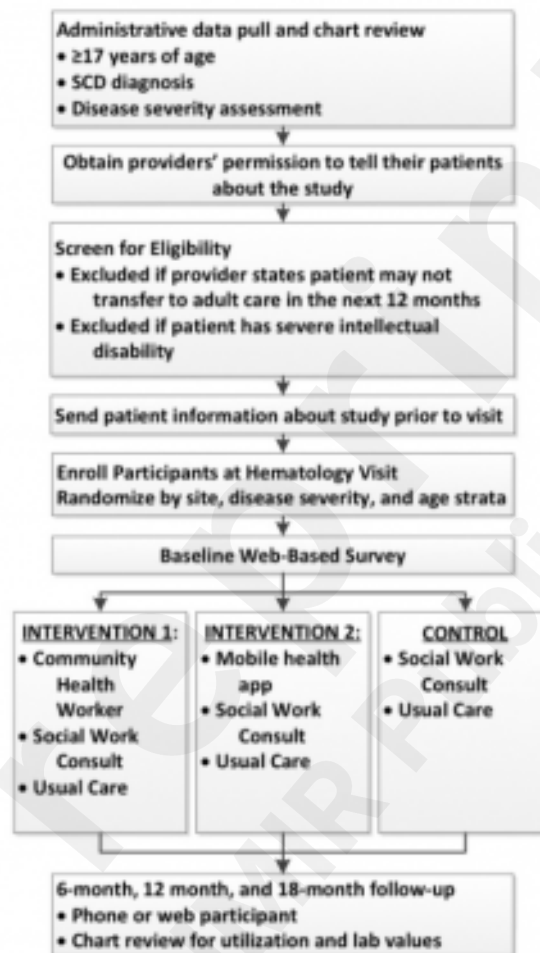 Administrative data pull and chart review
• ≥17 years of age
• SCD diagnosis
• Disease severity assessment
Obtain providers' permission to tell their patients
about the study
Screen for Eligibility
• Excluded if provider states patient may not
transfer to adult care in the next 12 months
• Excluded if patient has severe intellectual
disability
Send patient information about study prior to visit
Enroll Participants at Hematology Visit
Randomize by site, disease severity, and age strata
Baseline Web-Based Survey
INTERVENTION 1:
• Community
Health
Worker
• Social Work
Consult
• Usual Care
INTERVENTION 2:
• Mobile health
app
• Social Work
Consult
• Usual Care
CONTROL
• Social Work
Consult
• Usual Care
6-month, 12 month, and 18-month follow-up
• Phone or web participant
• Chart review for utilization and lab values